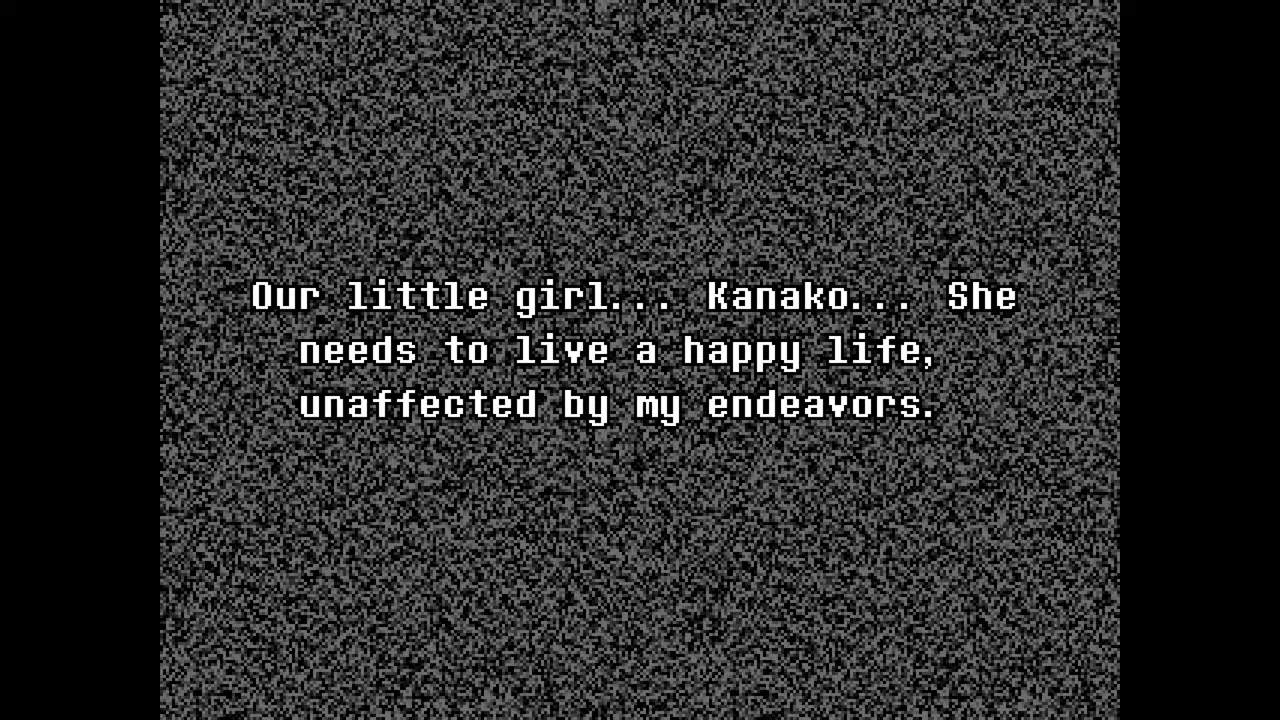 Our little girl... Kanako... She
needs to live a happy life,
unaffected by my endeavors.